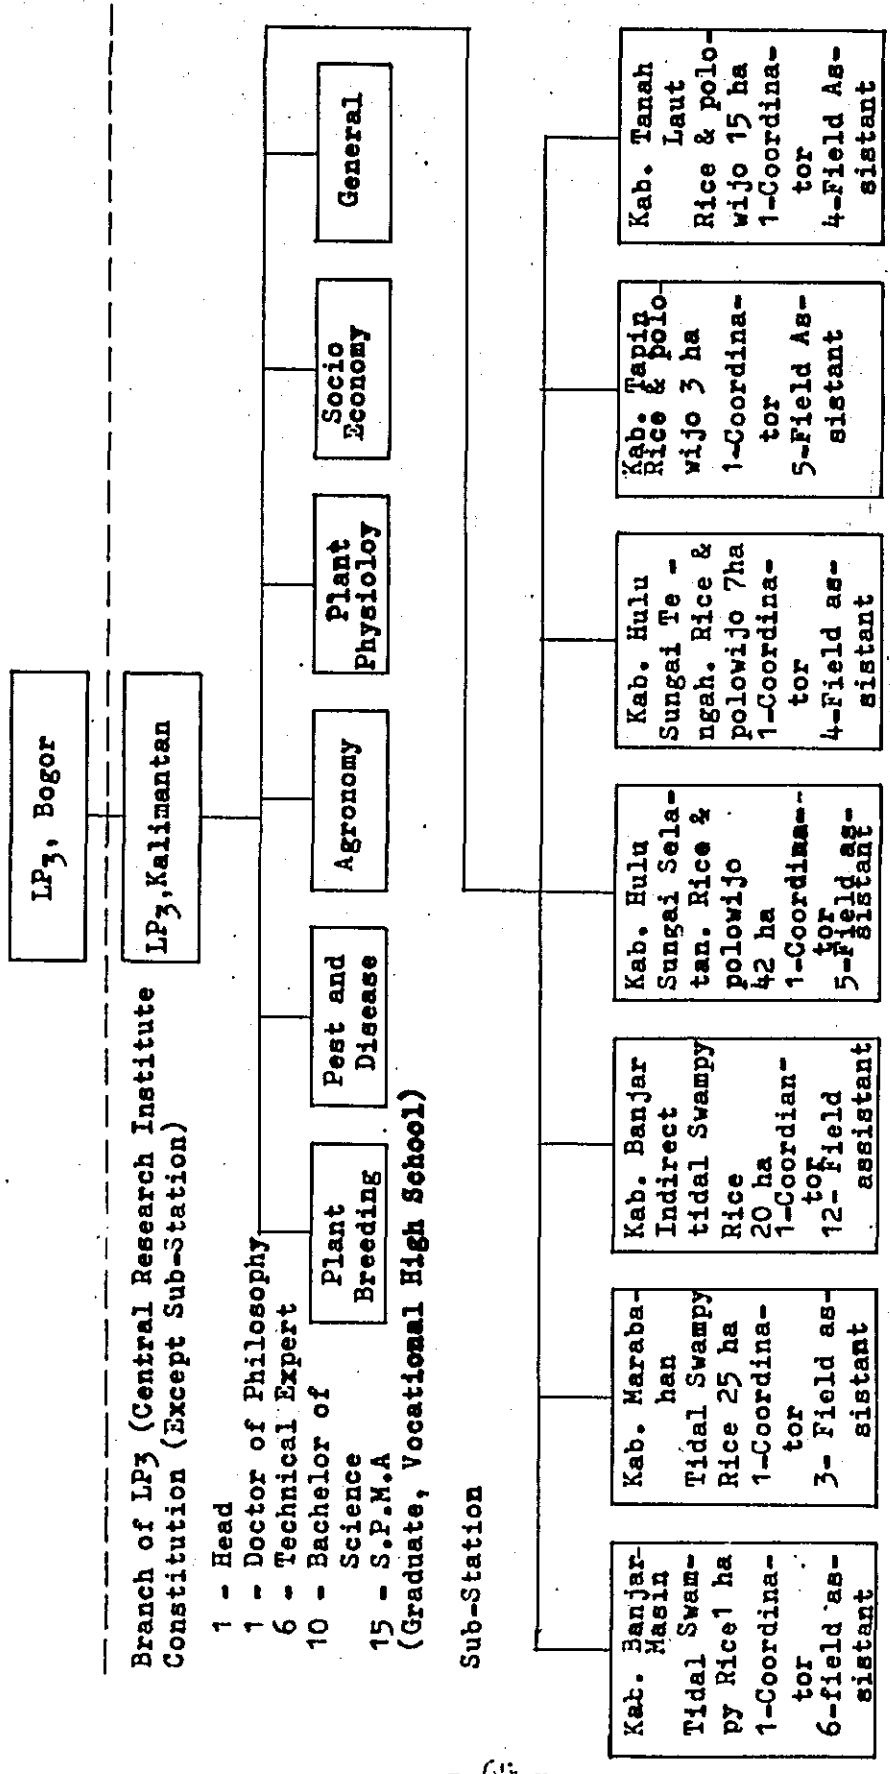 LP3, Bogor
Branch of LP3 (Central Research Institute
Constitution (Except Sub-Station)
LP3,Kalimantan
1 - Head
1 - Doctor of Philosophy
6 - Technical Expert
10 - Bachelor of
Science
15 - S.P.M.A
(Graduate, Vocational High School)
Plant
Breeding
Pest and
Disease
Agronomy
Plant
Physioloy
Socio
Economy
General
Sub-Station
Kab. Banjar-
Masin
Tidal Swam-
py Rice1 ha
1-Coordina-
tor
6-field as-
sistant
Kab. Maraba-
han
Tidal Swampy
Rice 25 ha
1-Coordina-
tor
3- Field as-
sistant
Kab. Banjar
Indirect
tidal Swampy
Rice
20 ha
1-Coordian-
tor
12- Field
assistant
Kab. Hulu
Sungai Sela-
tan. Rice &
polowijo
42 ha
1-Coordina-
tor
5-Field as-
sistant
Kab. Hulu
Sungai Te -
ngah. Rice &
polowijo 7ha
1-Coordina-
tor
4-Field as-
sistant
Kab. Tapin
Rice & polo-
wijo 3 ha
1-Coordina-
tor
5-Field As-
sistant
Kab. Tanah
Laut
Rice & polo-
wijo 15 ha
1-Coordina-
tor
4-Field As-
sistant